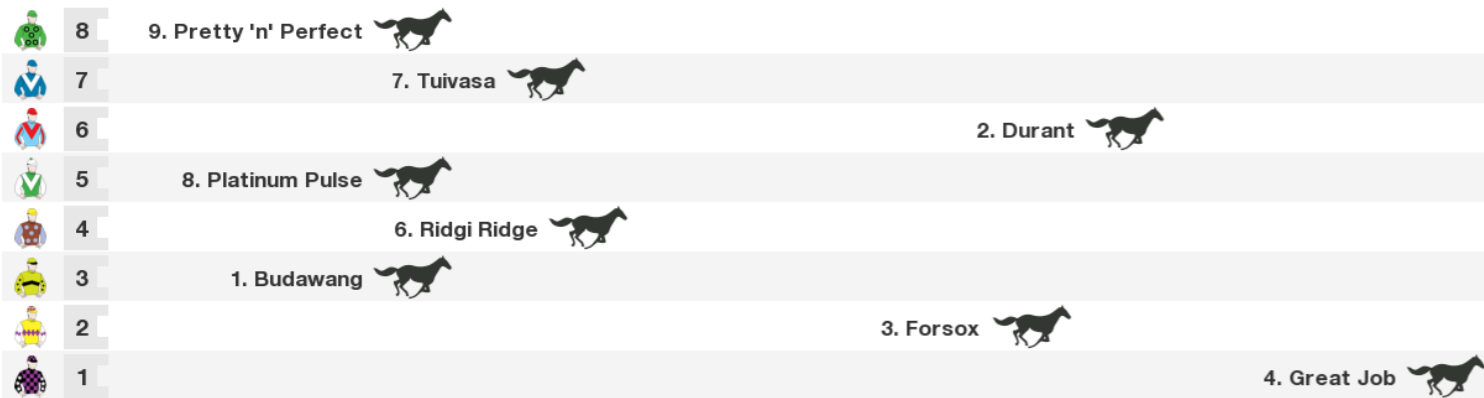 8 9. Pretty 'n' Perfect
7 7. Tuivasa
6 2. Durant
5 8. Platinum Pulse
4 6. Ridgi Ridge
3 1. Budawang
2 3. Forsox
1 4. Great Job